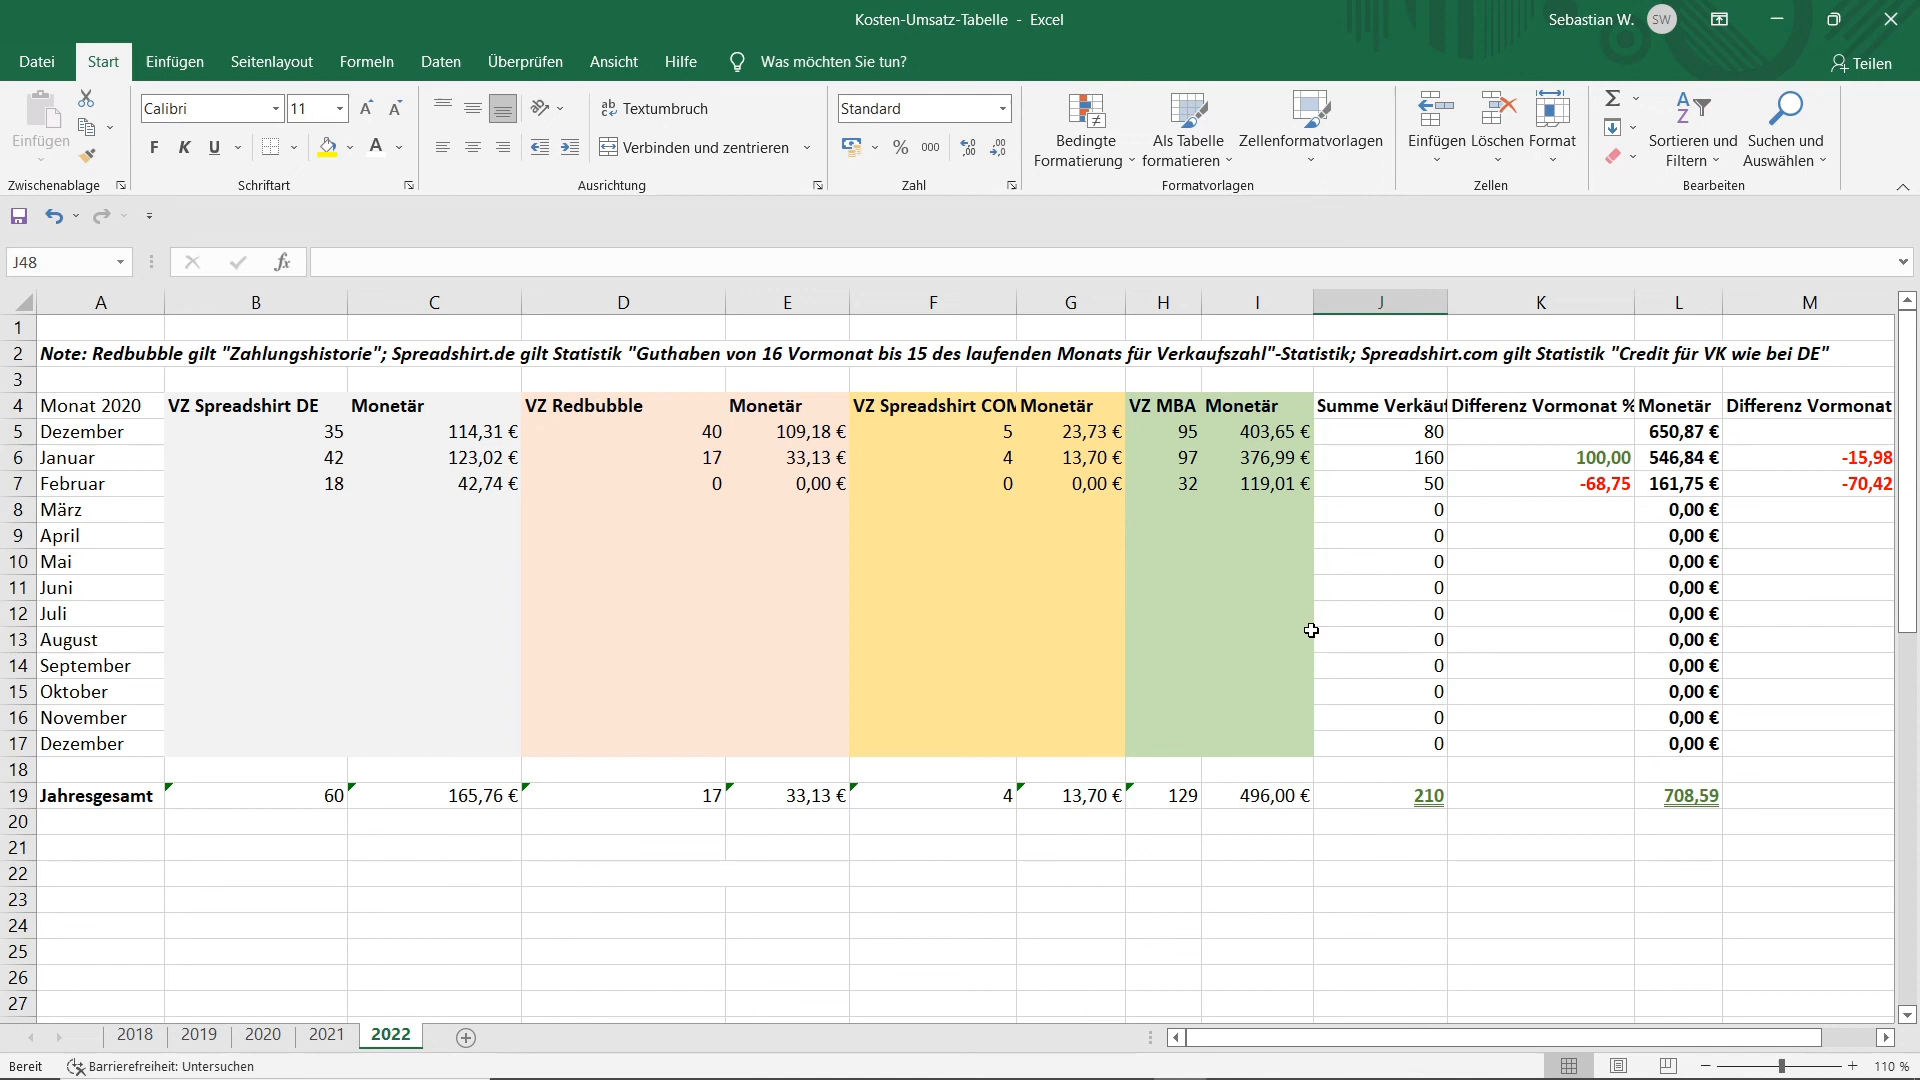 Kosten-Umsatz-Tabelle - Excel
Sebastian W. SW
Datei Start Einfügen Seitenlayout Formeln Daten Überprüfen Ansicht Hilfe Was möchten Sie tun? Teilen
Einfügen
Calibri 11
F K U A
ab Textumbruch
Verbinden und zentrieren
Standard
% 000
Bedingte Formatierung
Als Tabelle formatieren
Zellenformatvorlagen
Einfügen Löschen Format
Sortieren und Filtern
Suchen und Auswählen
Zwischenablage Schriftart Ausrichtung Zahl Formatvorlagen Zellen Bearbeiten
J48 fx
A B C D E F G H I J K L M
1
2 Note: Redbubble gilt "Zahlungshistorie"; Spreadshirt.de gilt Statistik "Guthaben von 16 Vormonat bis 15 des laufenden Monats für Verkaufszahl"-Statistik; Spreadshirt.com gilt Statistik "Credit für VK wie bei DE"
3
4 Monat 2020 VZ Spreadshirt DE Monetär VZ Redbubble Monetär VZ Spreadshirt COM Monetär VZ MBA Monetär Summe Verkäuf Differenz Vormonat % Monetär Differenz Vormonat
5 Dezember 35 114,31 € 40 109,18 € 5 23,73 € 95 403,65 € 80 650,87 €
6 Januar 42 123,02 € 17 33,13 € 4 13,70 € 97 376,99 € 160 100,00 546,84 € -15,98
7 Februar 18 42,74 € 0 0,00 € 0 0,00 € 32 119,01 € 50 -68,75 161,75 € -70,42
8 März 0 0,00 €
9 April 0 0,00 €
10 Mai 0 0,00 €
11 Juni 0 0,00 €
12 Juli 0 0,00 €
13 August 0 0,00 €
14 September 0 0,00 €
15 Oktober 0 0,00 €
16 November 0 0,00 €
17 Dezember 0 0,00 €
18
19 Jahresgesamt 60 165,76 € 17 33,13 € 4 13,70 € 129 496,00 € 210 708,59
20
21
22
23
24
25
26
27
2018 2019 2020 2021 2022
Bereit Barrierefreiheit: Untersuchen 110 %